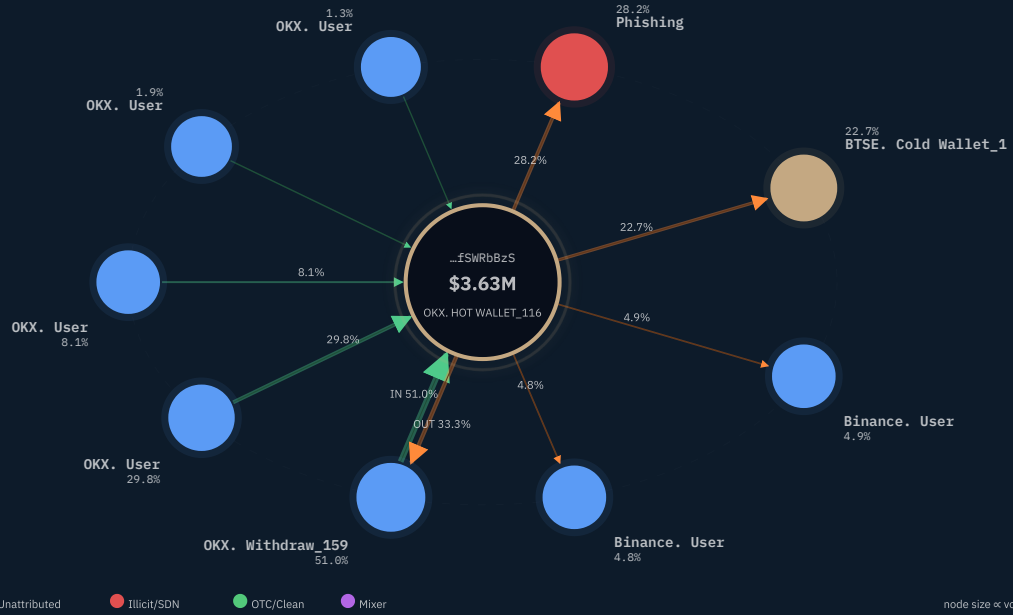 1.3%
OKX. User
28.2%
Phishing
1.9%
OKX. User
22.7%
BTSE. Cold Wallet_1
28.2%
22.7%
…fSWRbBzS
$3.63M
OKX. HOT WALLET_116
8.1%
OKX. User
8.1%
4.9%
29.8%
4.8%
IN 51.0%
OUT 33.3%
Binance. User
4.9%
OKX. User
29.8%
OKX. Withdraw_159
51.0%
Binance. User
4.8%
Unattributed
Illicit/SDN
OTC/Clean
Mixer
node size ∝